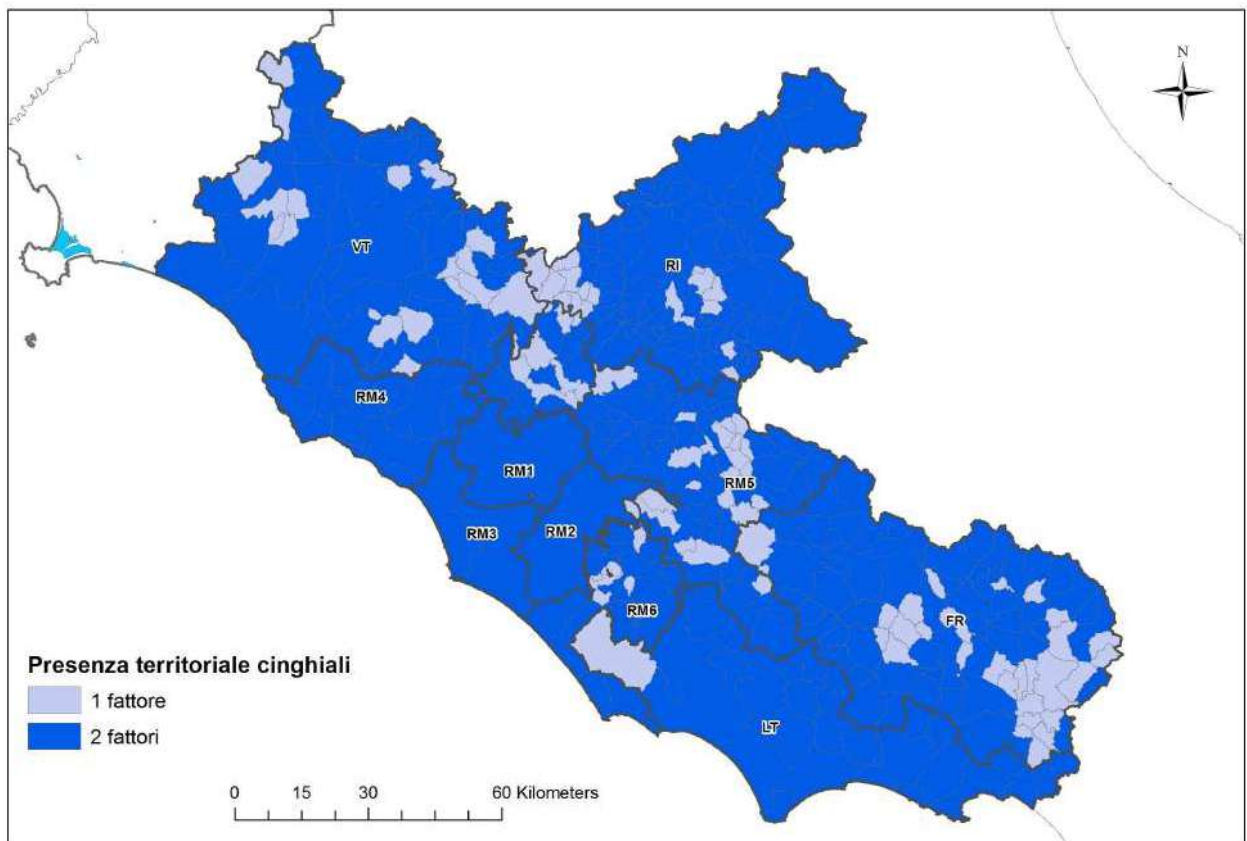 N
VT
RI
RM4
RM1
RM5
RM3
RM2
RM6
FR
LT
Presenza territoriale cinghiali
1 fattore
2 fattori
0 15 30 60 Kilometers